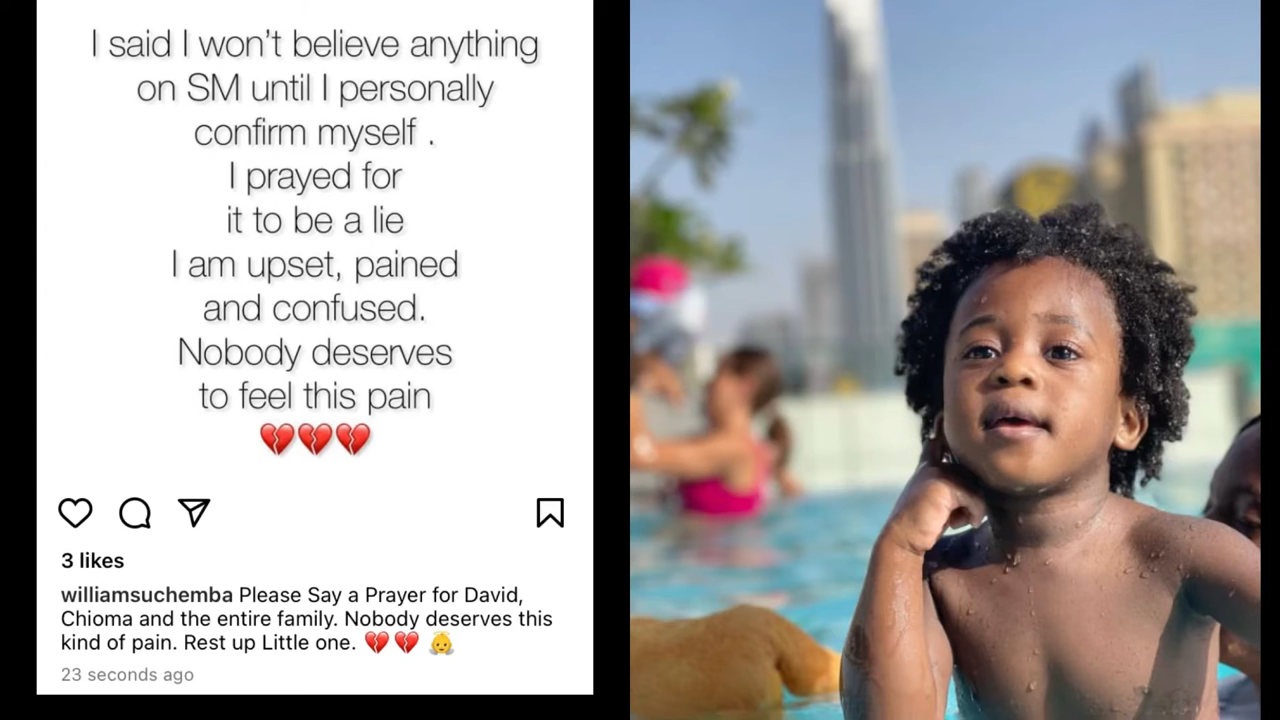 I said I won't believe anything
on SM until I personally
confirm myself .
I prayed for
it to be a lie
I am upset, pained
and confused.
Nobody deserves
to feel this pain
💔💔💔
3 likes
williamsuchemba Please Say a Prayer for David,
Chioma and the entire family. Nobody deserves this
kind of pain. Rest up Little one. 💔💔 👼
23 seconds ago